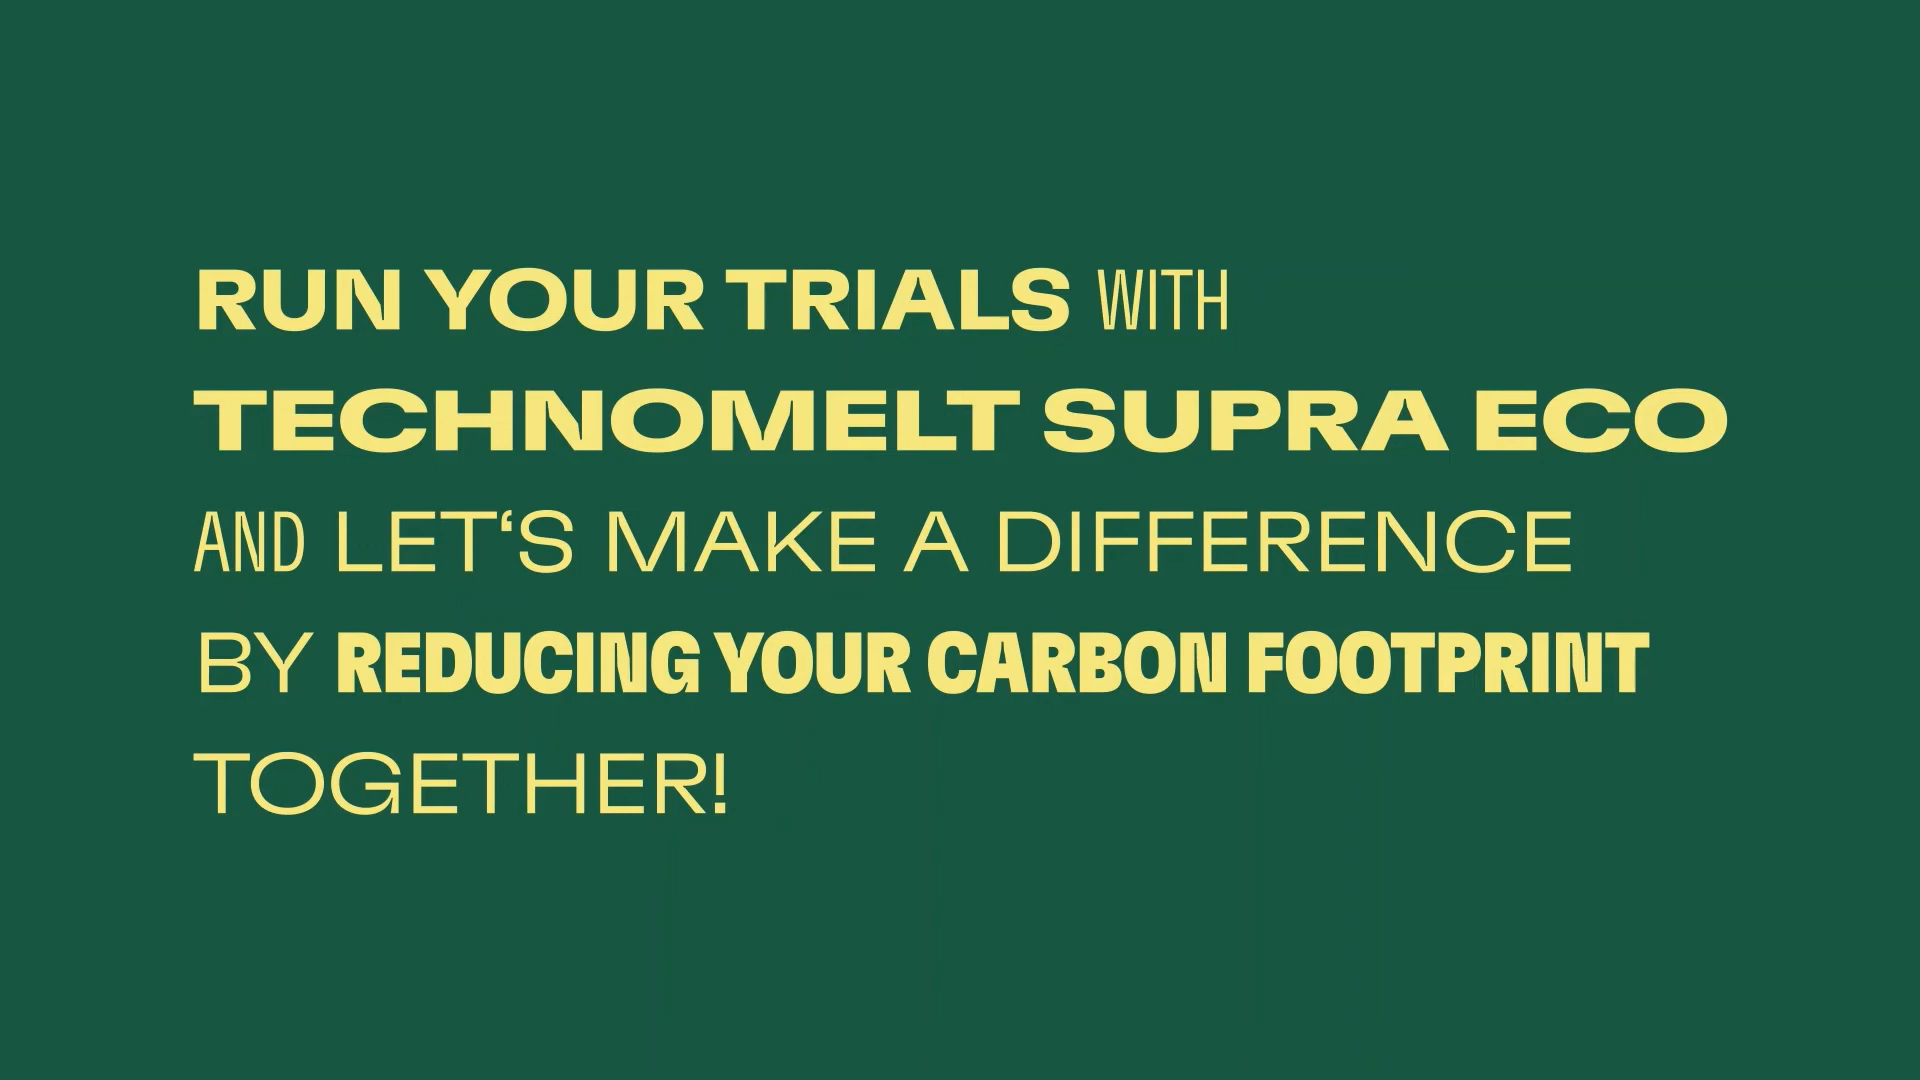 RUN YOUR TRIALS WITH
TECHNOMELT SUPRA ECO
AND LET‘S MAKE A DIFFERENCE
BY REDUCING YOUR CARBON FOOTPRINT
TOGETHER!